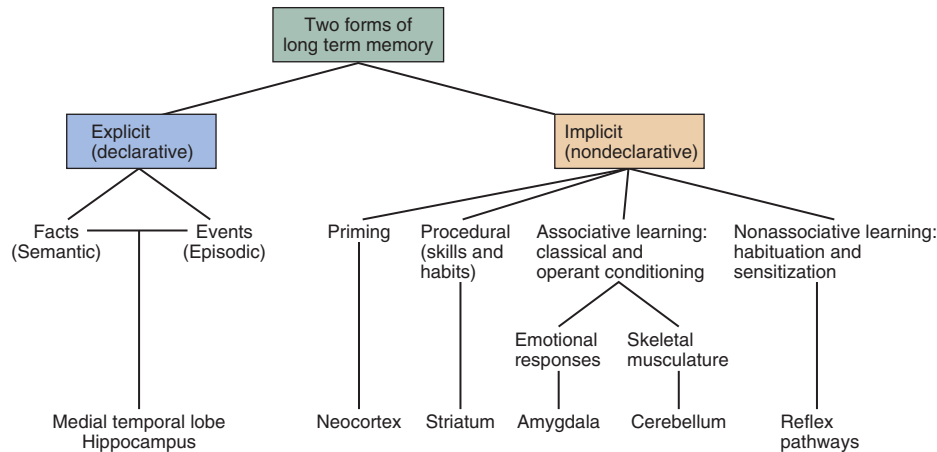 Two forms of
long term memory
Explicit
(declarative)
Implicit
(nondeclarative)
Facts
(Semantic)
Events
(Episodic)
Priming
Procedural
(skills and
habits)
Associative learning:
classical and
operant conditioning
Nonassociative learning:
habituation and
sensitization
Emotional
responses
Skeletal
musculature
Medial temporal lobe
Hippocampus
Neocortex
Striatum
Amygdala
Cerebellum
Reflex
pathways